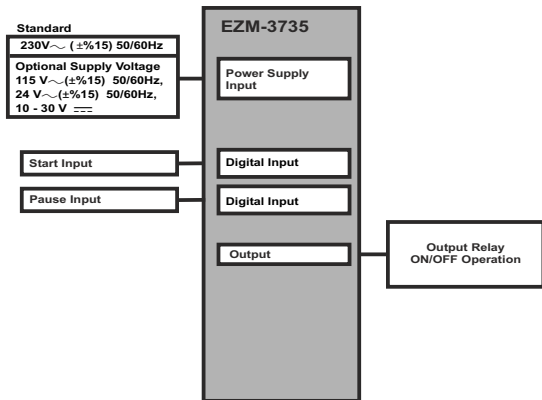 Standard
230V～ ( ±%15) 50/60Hz
Optional Supply Voltage
115 V～(±%15) 50/60Hz,
24 V～(±%15) 50/60Hz,
10 - 30 V ⎓
Start Input
Pause Input
EZM-3735
Power Supply
Input
Digital Input
Digital Input
Output
Output Relay
ON/OFF Operation